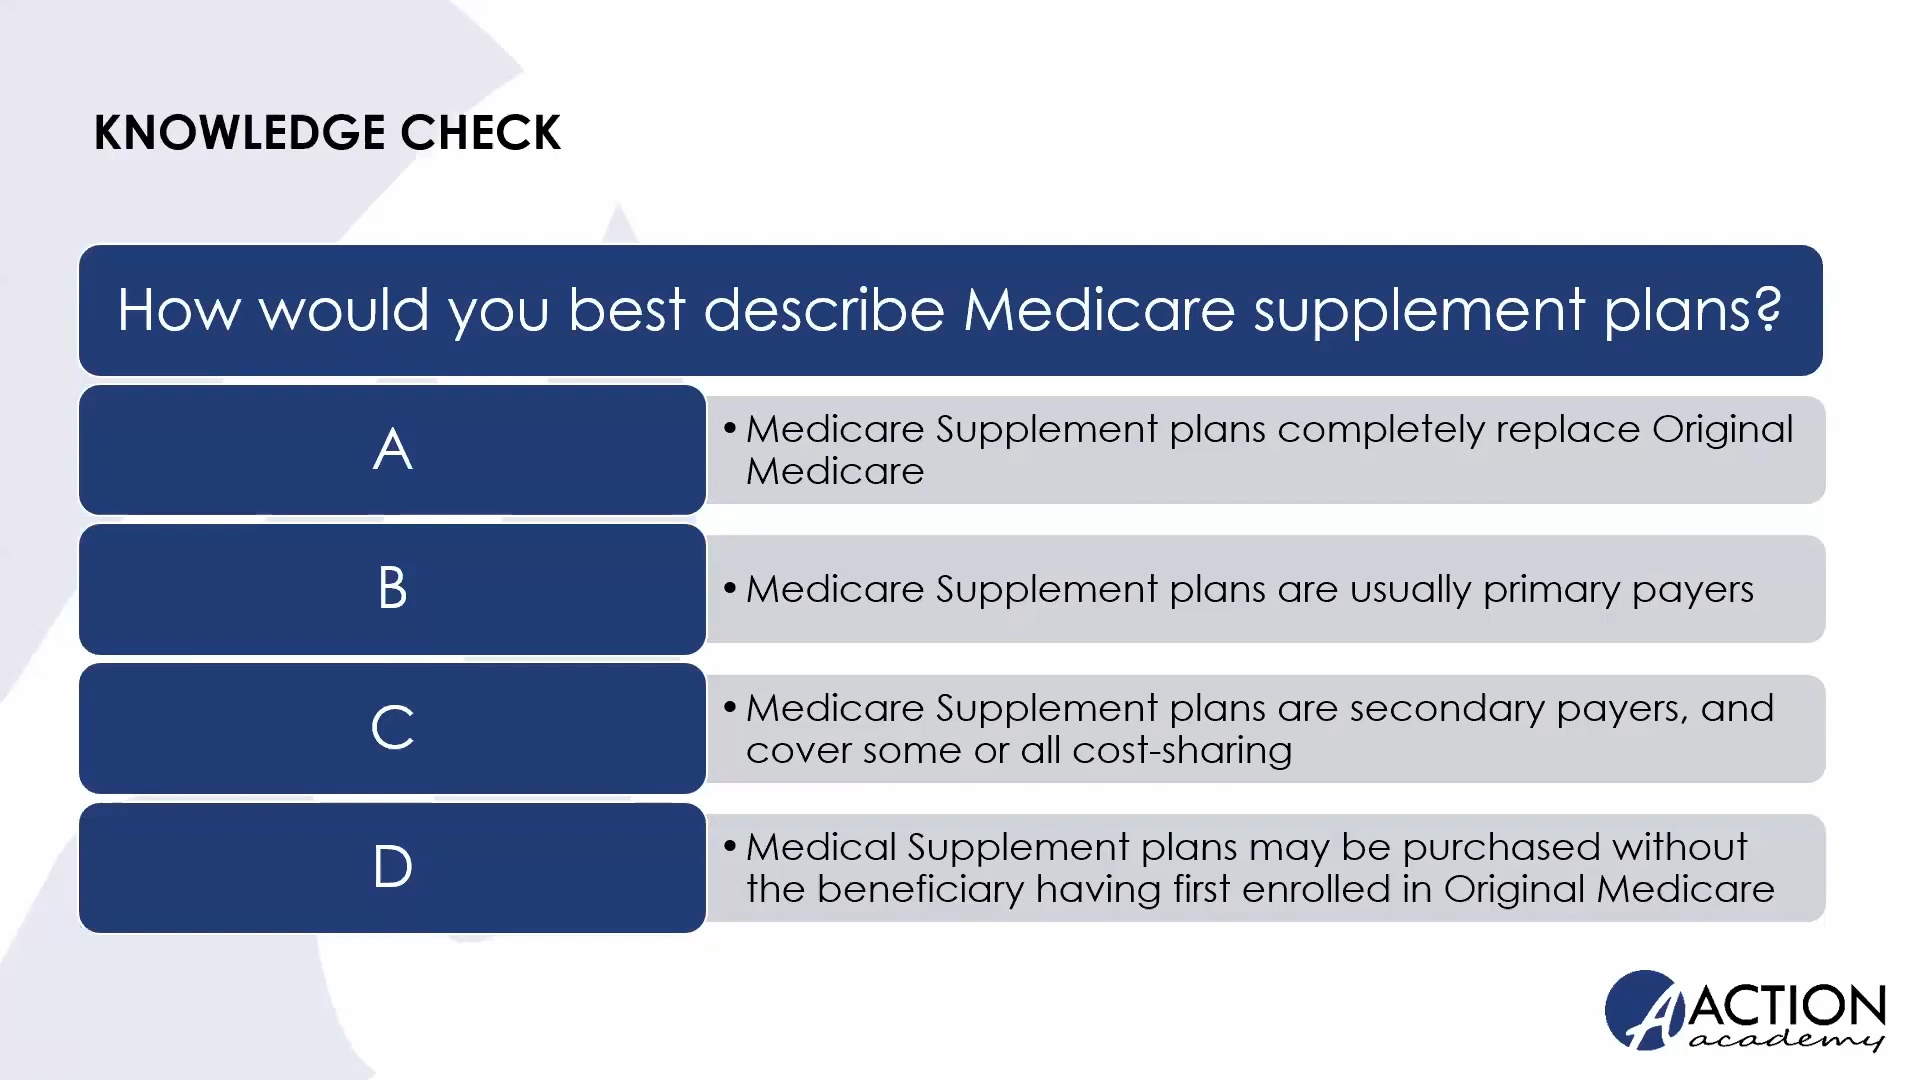 KNOWLEDGE CHECK
How would you best describe Medicare supplement plans?
A
• Medicare Supplement plans completely replace Original
Medicare
B
• Medicare Supplement plans are usually primary payers
C
• Medicare Supplement plans are secondary payers, and
cover some or all cost-sharing
D
• Medical Supplement plans may be purchased without
the beneficiary having first enrolled in Original Medicare
A ACTION
academy